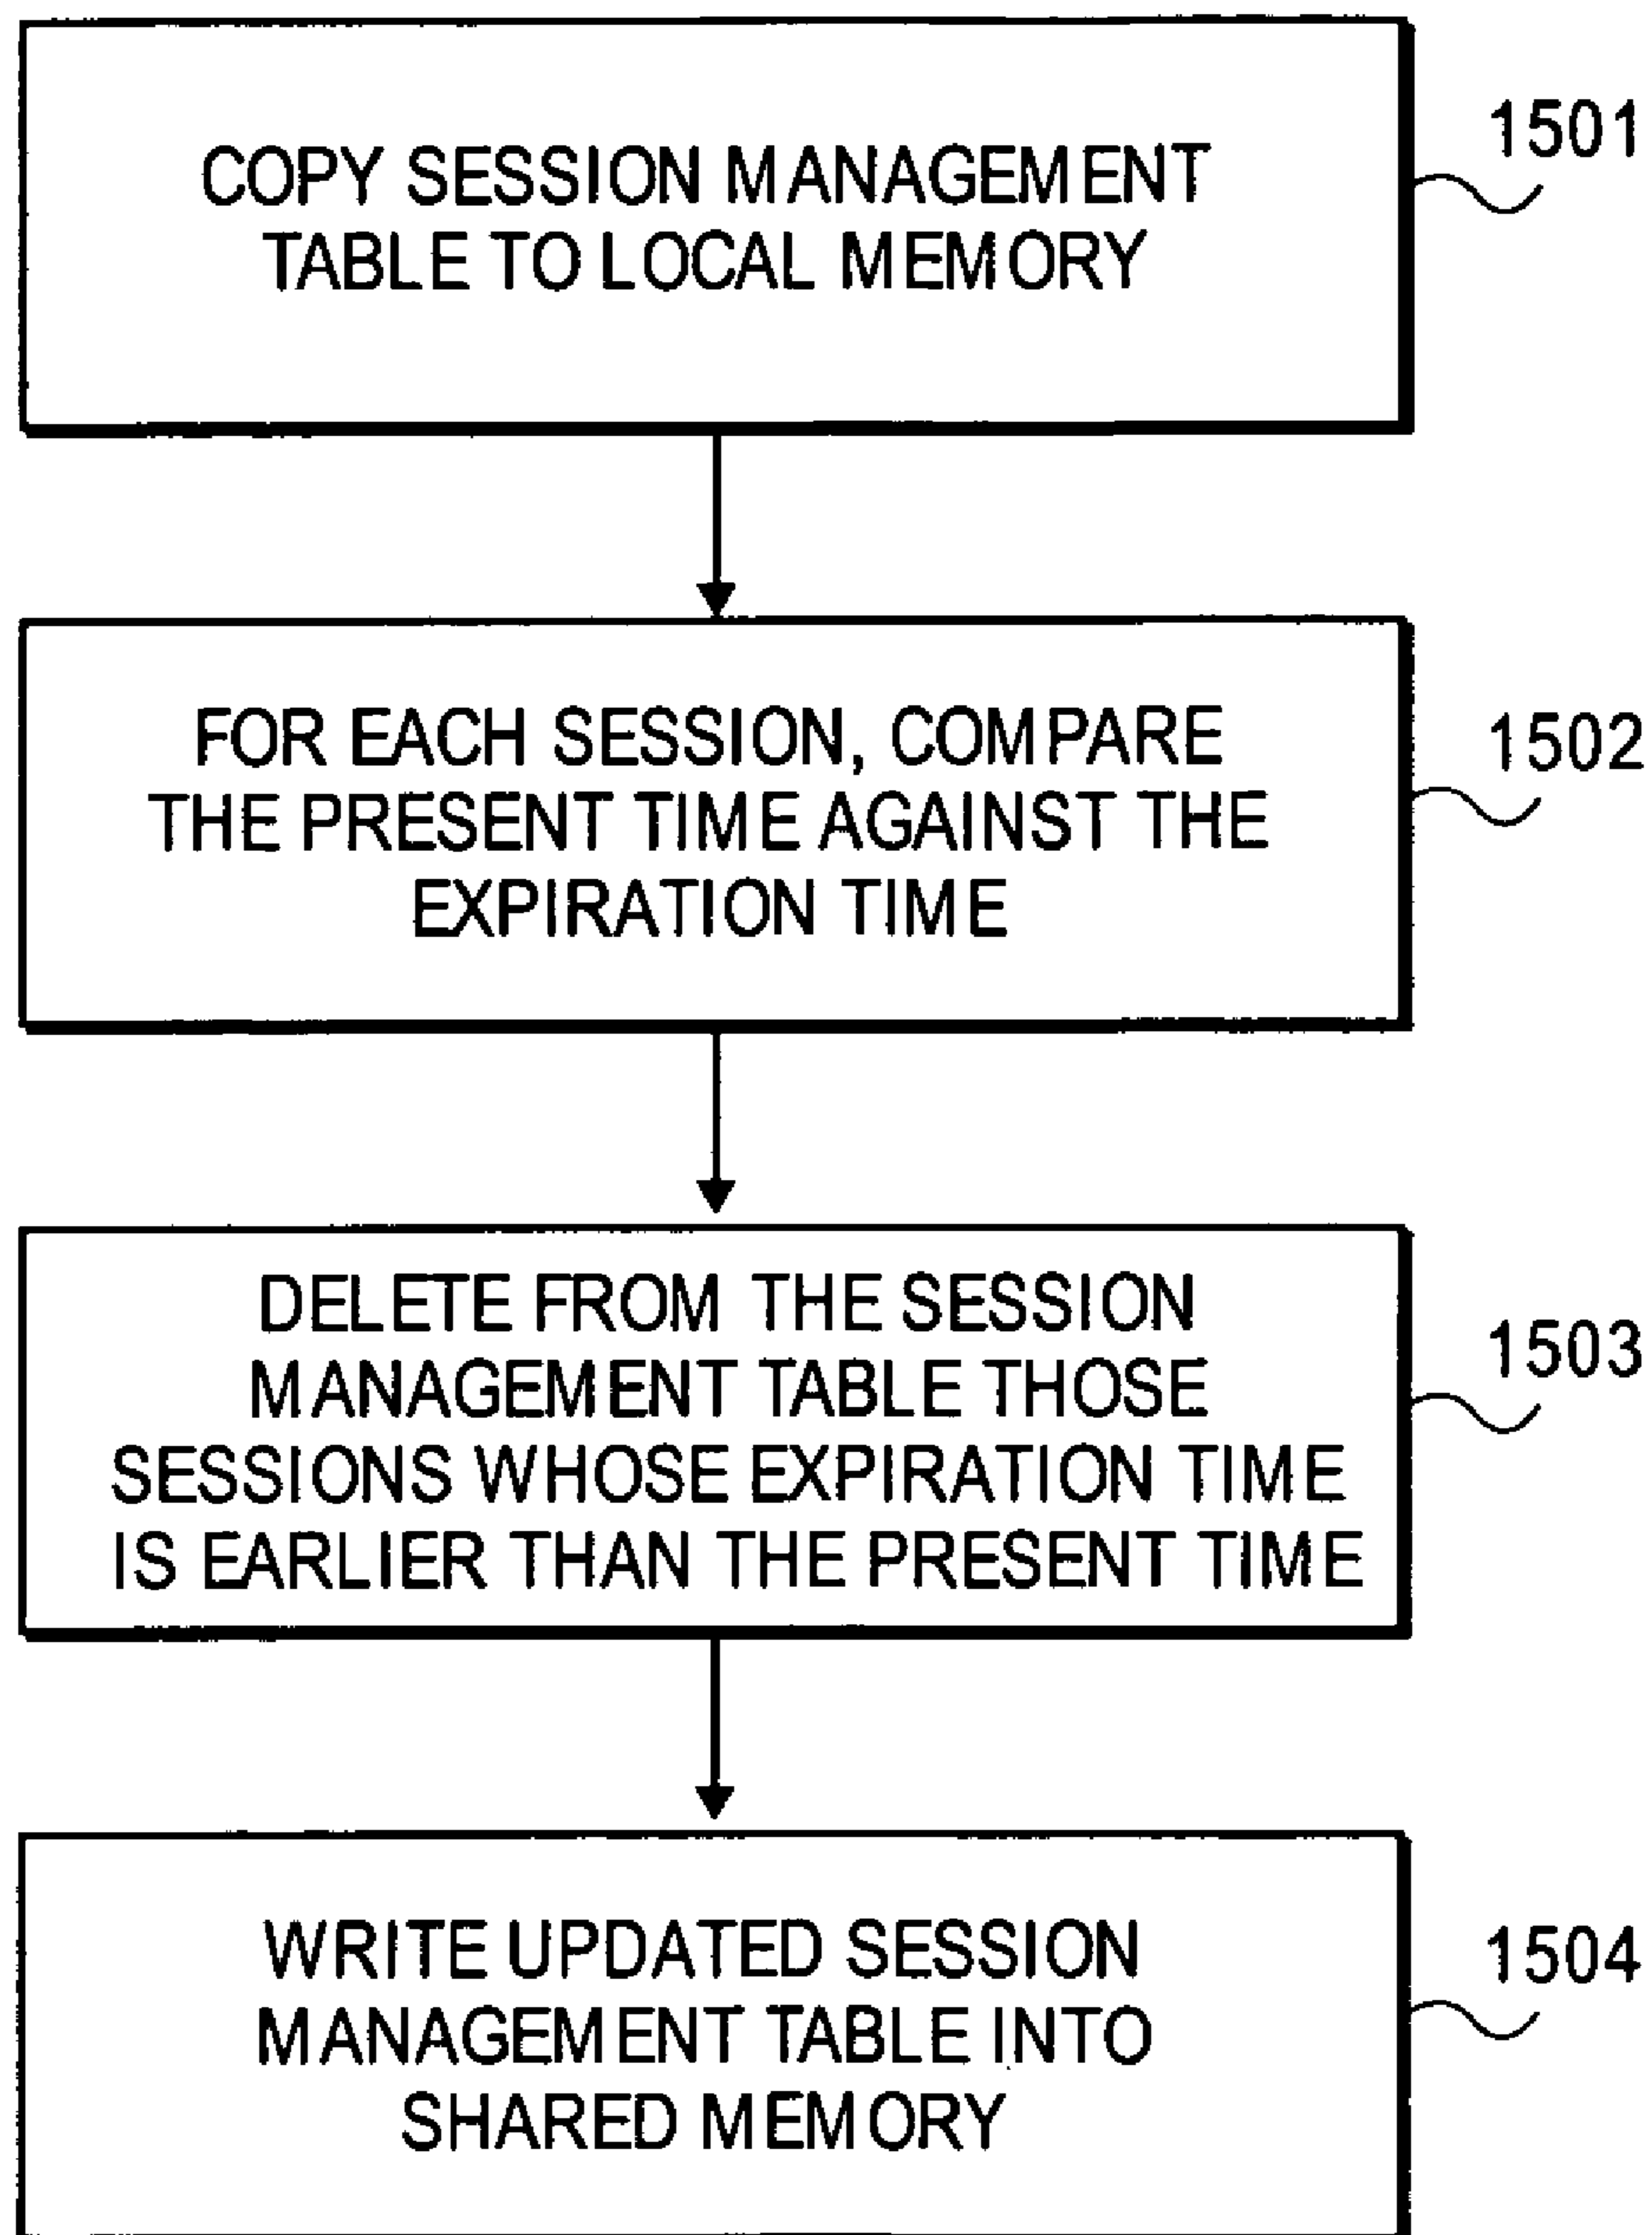 COPY SESSION MANAGEMENT
TABLE TO LOCAL MEMORY
1501
FOR EACH SESSION, COMPARE
THE PRESENT TIME AGAINST THE
EXPIRATION TIME
1502
DELETE FROM THE SESSION
MANAGEMENT TABLE THOSE
SESSIONS WHOSE EXPIRATION TIME
IS EARLIER THAN THE PRESENT TIME
1503
WRITE UPDATED SESSION
MANAGEMENT TABLE INTO
SHARED MEMORY
1504